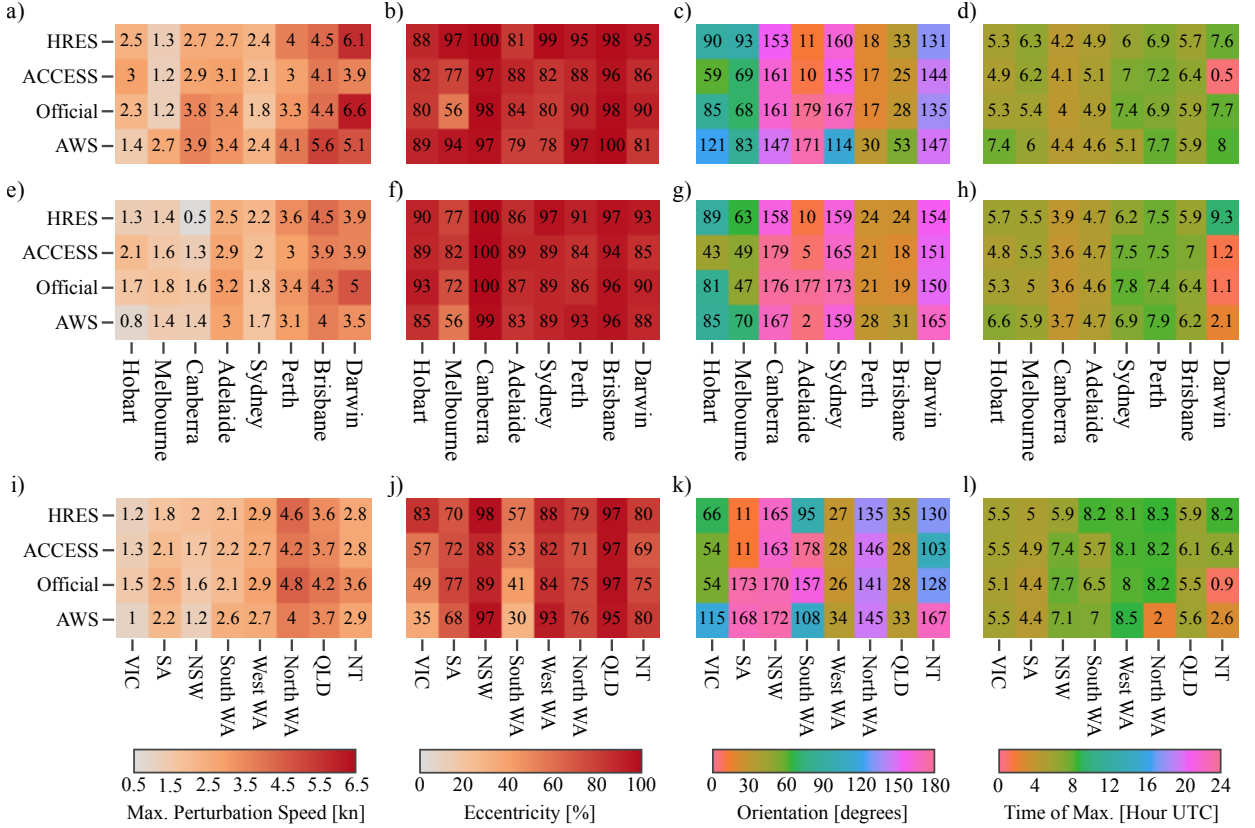 a) b) c) d)
HRES 2.5 1.3 2.7 2.7 2.4 4 4.5 6.1 88 97 100 81 99 95 98 95 90 93 153 11 160 18 33 131 5.3 6.3 4.2 4.9 6 6.9 5.7 7.6
ACCESS 3 1.2 2.9 3.1 2.1 3 4.1 3.9 82 77 97 88 82 88 96 86 59 69 161 10 155 17 25 144 4.9 6.2 4.1 5.1 7 7.2 6.4 0.5
Official 2.3 1.2 3.8 3.4 1.8 3.3 4.4 6.6 80 56 98 84 80 90 98 90 85 68 161 179 167 17 28 135 5.3 5.3 4 4.9 7.4 6.9 5.9 7.7
AWS 1.4 2.7 3.9 3.4 2.4 4.1 5.6 5.1 89 94 97 79 78 97 100 81 121 83 147 171 114 30 53 147 7.4 6 4.4 4.6 5.1 7.7 5.9 8
e) f) g) h)
HRES 1.3 1.4 0.5 2.5 2.2 3.6 4.5 3.9 90 77 100 86 97 91 97 93 89 63 158 10 159 24 24 154 5.7 5.5 3.9 4.7 6.2 7.5 5.9 9.3
ACCESS 2.1 1.6 1.3 2.9 2 3 3.9 3.9 89 82 100 89 89 84 94 85 43 49 179 5 165 21 18 151 4.8 5.5 3.6 4.7 7.5 7.5 7 1.2
Official 1.7 1.8 1.6 3.2 1.8 3.4 4.3 5 93 72 100 87 89 86 96 90 81 47 176 177 173 21 19 150 5.3 5 3.6 4.6 7.8 7.4 6.4 1.1
AWS 0.8 1.4 1.4 3 1.7 3.1 4 3.5 85 56 99 83 89 93 96 88 85 70 167 2 159 28 31 165 6.6 5.9 3.7 4.7 6.9 7.9 6.2 2.1
Hobart Melbourne Canberra Adelaide Sydney Perth Brisbane Darwin Hobart Melbourne Canberra Adelaide Sydney Perth Brisbane Darwin Hobart Melbourne Canberra Adelaide Sydney Perth Brisbane Darwin Hobart Melbourne Canberra Adelaide Sydney Perth Brisbane Darwin
i) j) k) l)
HRES 1.2 1.8 2 2.1 2.9 4.6 3.6 2.8 83 70 98 57 88 79 97 80 66 11 165 95 27 135 35 130 5.5 5 5.9 8.2 8.1 8.3 5.9 8.2
ACCESS 1.3 2.1 1.7 2.2 2.7 4.2 3.7 2.8 57 72 88 53 82 71 97 69 54 11 163 178 28 146 28 103 5.5 4.9 7.4 5.7 8.1 8.2 6.1 6.4
Official 1.5 2.5 1.6 2.1 2.9 4.8 4.2 3.6 49 77 89 41 84 75 97 75 54 173 170 157 26 141 28 128 5.1 4.4 7.7 6.5 8 8.2 5.5 0.9
AWS 1 2.2 1.2 2.6 2.7 4 3.7 2.9 35 68 97 30 93 76 95 80 115 168 172 108 34 145 33 167 5.5 4.4 7.1 7 8.5 2 5.6 2.6
VIC SA NSW South WA West WA North WA QLD NT VIC SA NSW South WA West WA North WA QLD NT VIC SA NSW South WA West WA North WA QLD NT VIC SA NSW South WA West WA North WA QLD NT
0.5 1.5 2.5 3.5 4.5 5.5 6.5 0 20 40 60 80 100 0 30 60 90 120 150 180 0 4 8 12 16 20 24
Max. Perturbation Speed [kn] Eccentricity [%] Orientation [degrees] Time of Max. [Hour UTC]